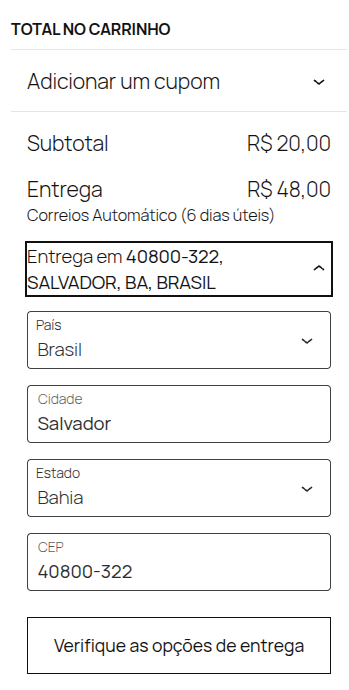 TOTAL NO CARRINHO
Adicionar um cupom
Subtotal R$ 20,00
Entrega R$ 48,00
Correios Automático (6 dias úteis)
Entrega em 40800-322,
SALVADOR, BA, BRASIL
País
Brasil
Cidade
Salvador
Estado
Bahia
CEP
40800-322
Verifique as opções de entrega